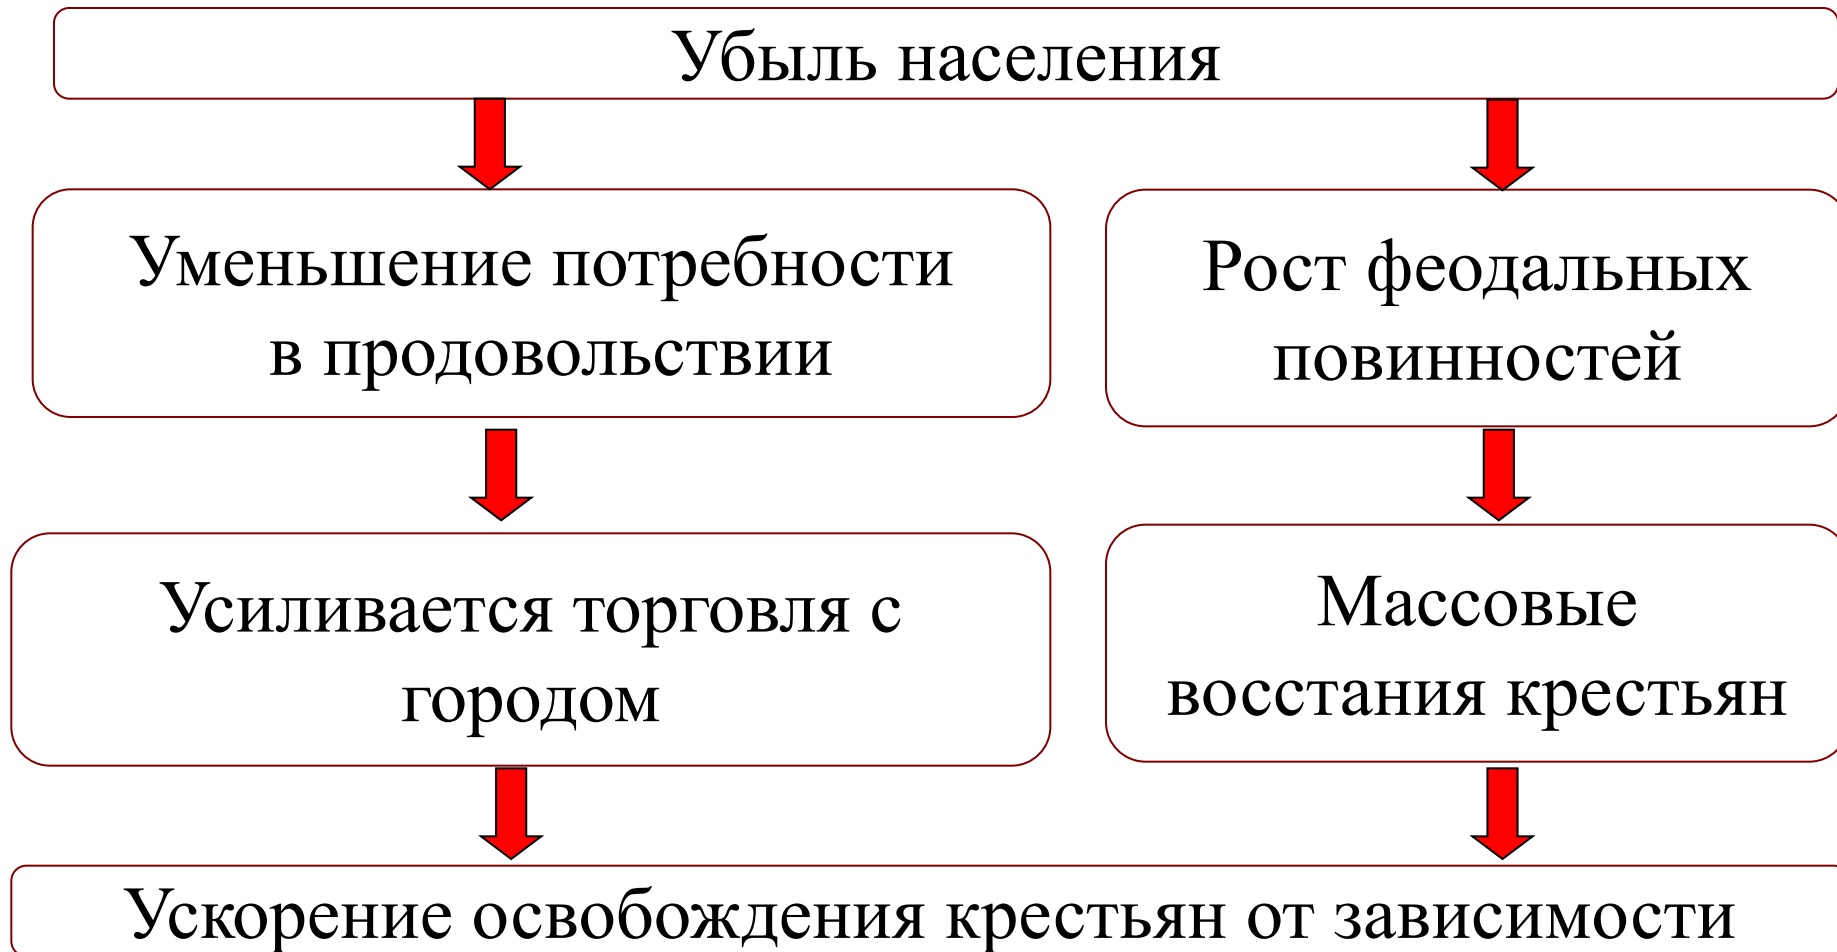 Убыль населения
Уменьшение потребности
в продовольствии
Рост феодальных
повинностей
Усиливается торговля с
городом
Массовые
восстания крестьян
Ускорение освобождения крестьян от зависимости